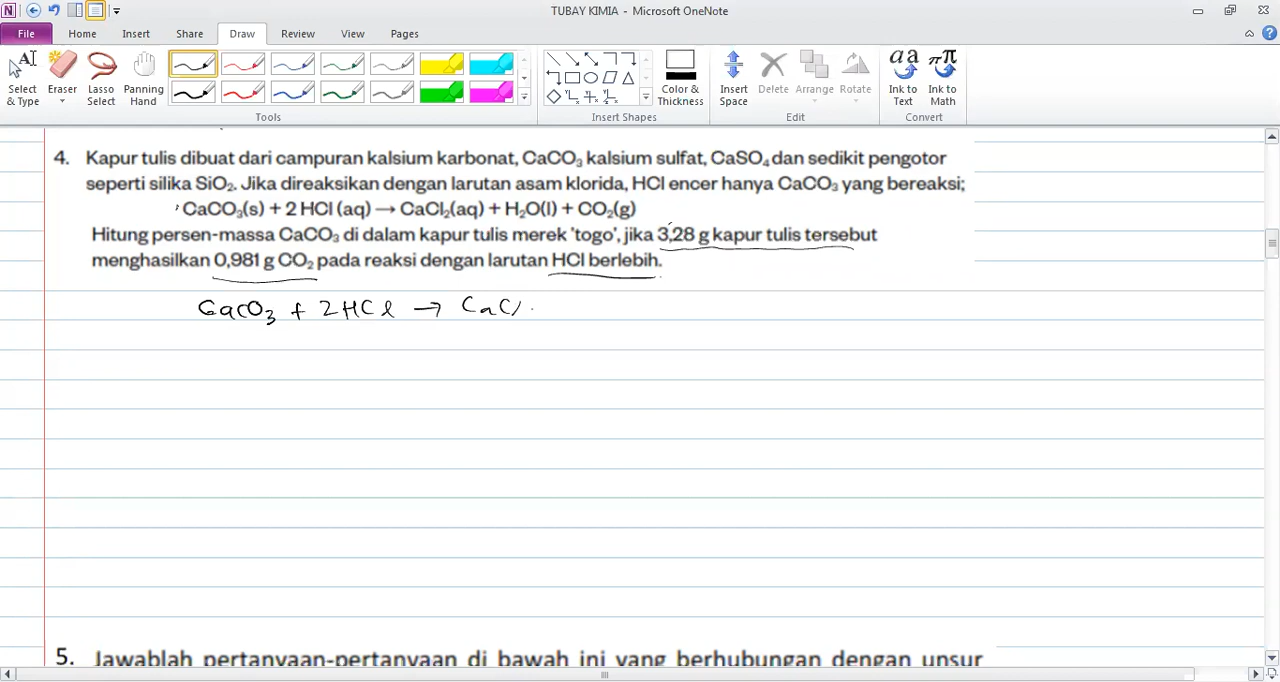 TUBAY KIMIA - Microsoft OneNote
File Home Insert Share Draw Review View Pages
Select & Type
Eraser
Lasso Select
Panning Hand
Color & Thickness
Insert Space
Delete
Arrange
Rotate
Ink to Text
Ink to Math
Tools
Insert Shapes
Edit
Convert
4. Kapur tulis dibuat dari campuran kalsium karbonat, CaCO₃ kalsium sulfat, CaSO₄ dan sedikit pengotor
seperti silika SiO₂. Jika direaksikan dengan larutan asam klorida, HCl encer hanya CaCO₃ yang bereaksi;
CaCO₃(s) + 2 HCl (aq) → CaCl₂(aq) + H₂O(l) + CO₂(g)
Hitung persen-massa CaCO₃ di dalam kapur tulis merek 'togo', jika 3,28 g kapur tulis tersebut
menghasilkan 0,981 g CO₂ pada reaksi dengan larutan HCl berlebih.
CaCO₃ + 2HCl → CaCl
5. Jawablah pertanyaan-pertanyaan di bawah ini yang berhubungan dengan unsur